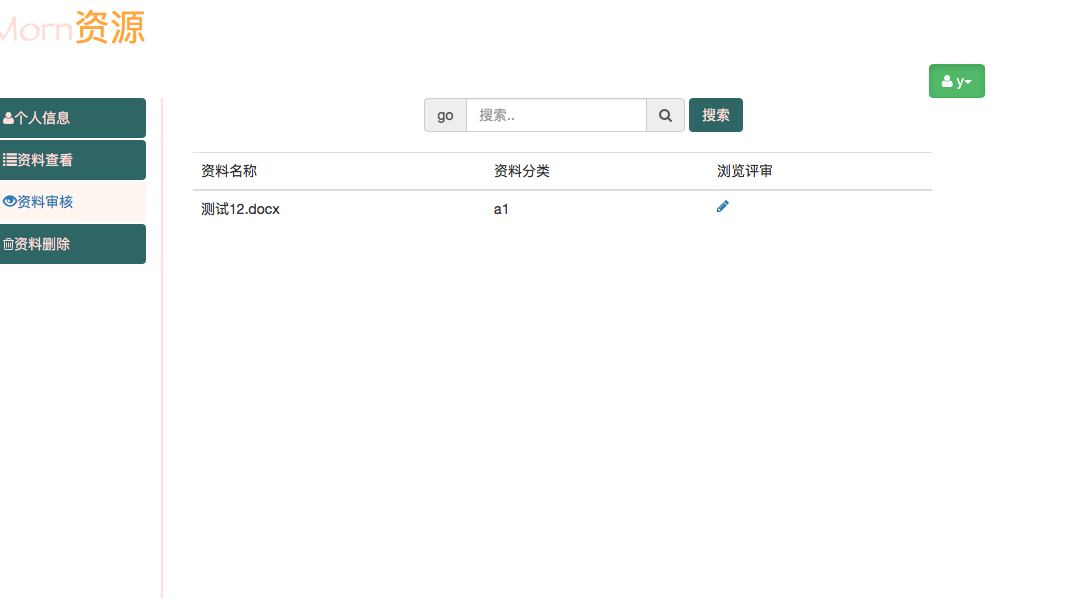 Morn资源
y
个人信息
资料查看
资料审核
资料删除
go 搜索.. 搜索
资料名称 资料分类 浏览评审
测试12.docx a1